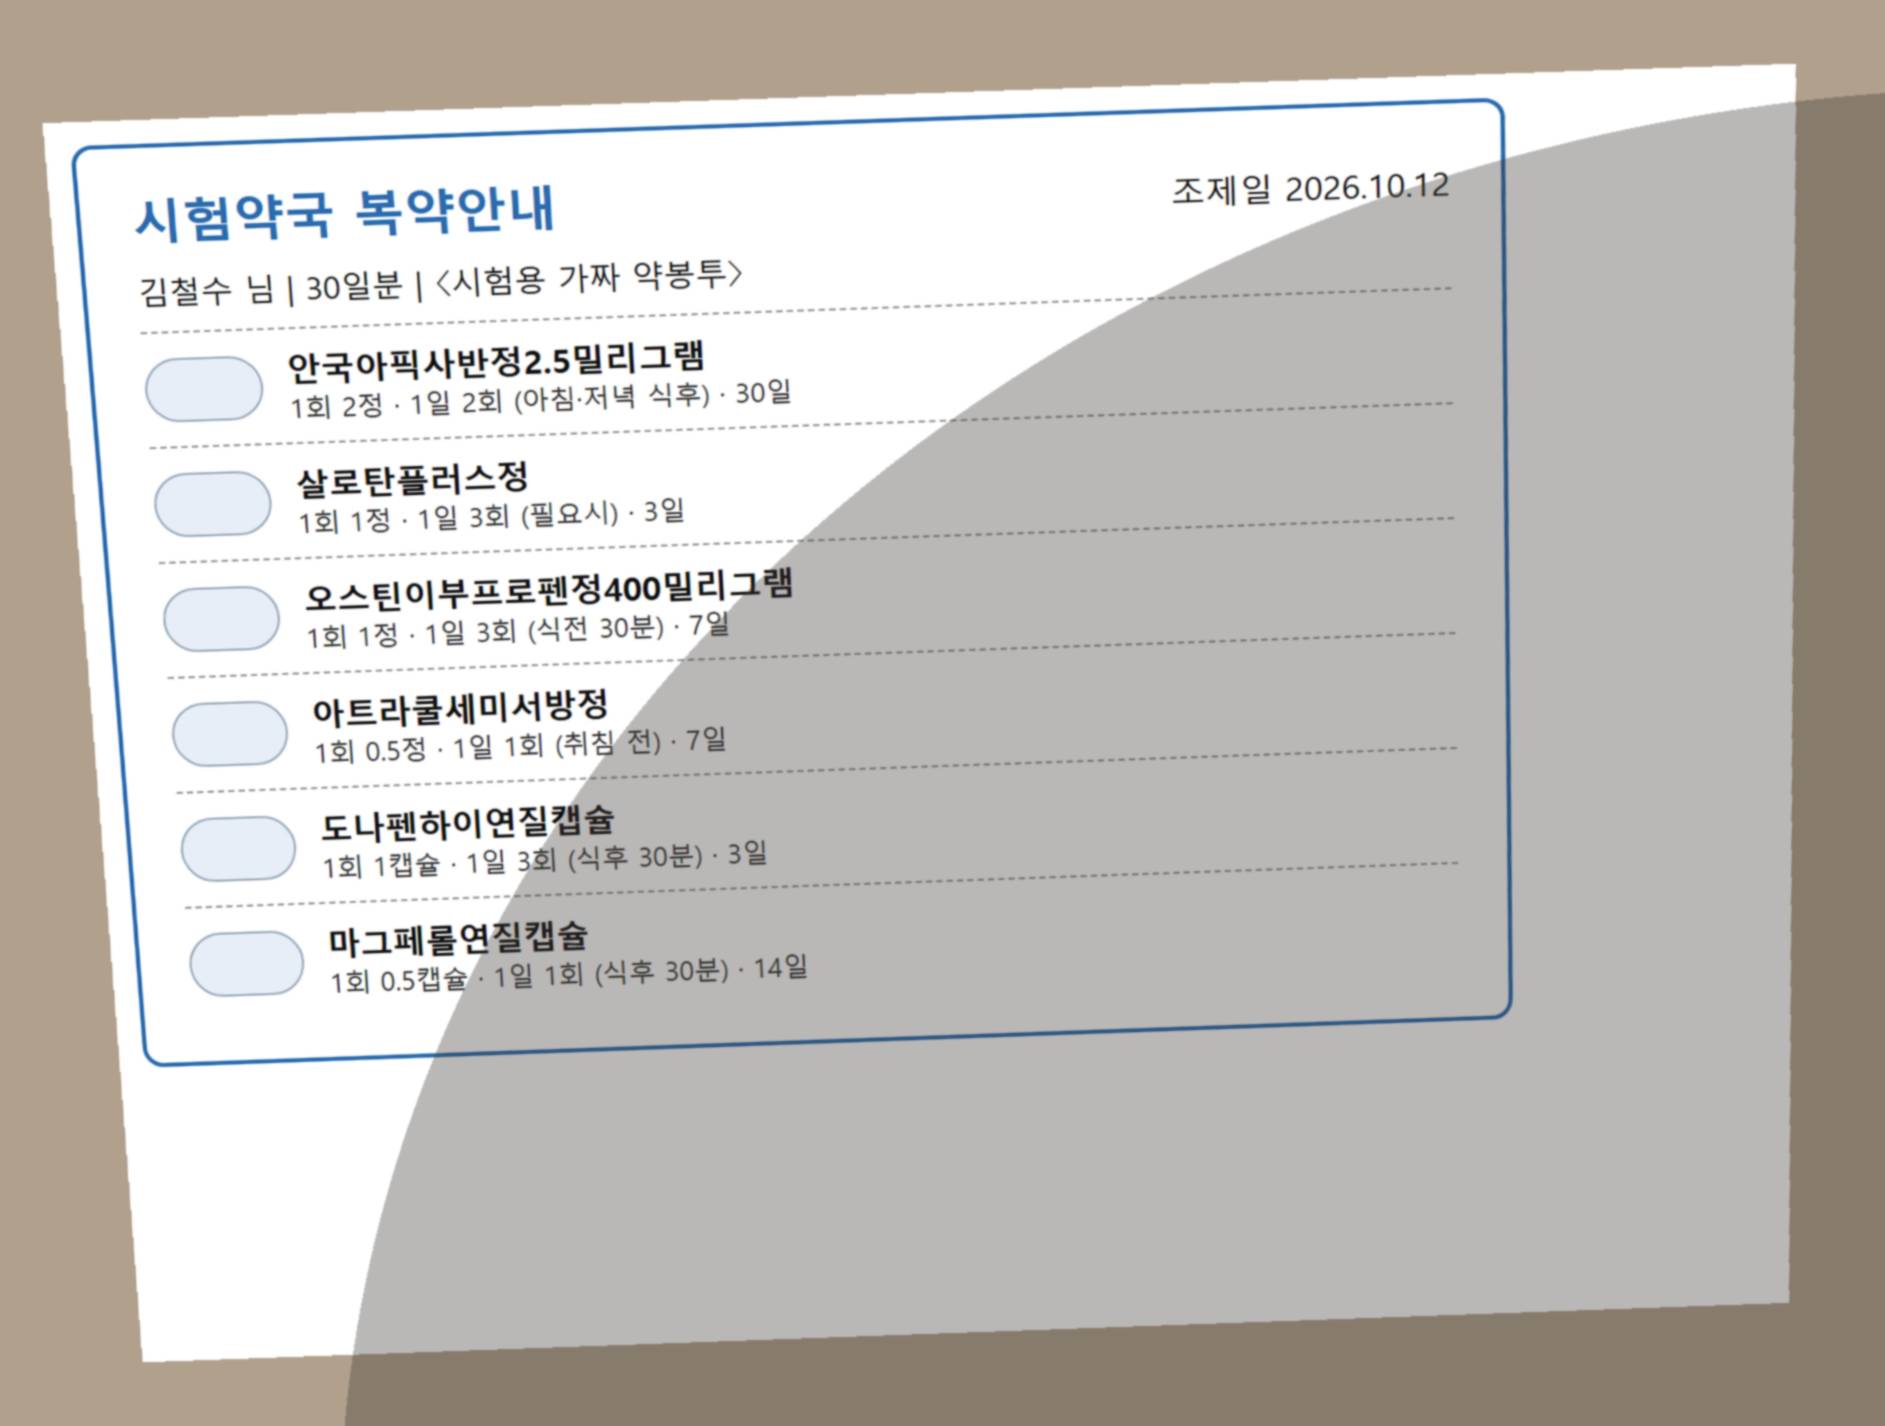 시험약국 복약안내
조제일 2026.10.12
김철수 님 | 30일분 | <시험용 가짜 약봉투>
안국아픽사반정2.5밀리그램
1회 2정 · 1일 2회 (아침·저녁 식후) · 30일
살로탄플러스정
1회 1정 · 1일 3회 (필요시) · 3일
오스틴이부프로펜정400밀리그램
1회 1정 · 1일 3회 (식전 30분) · 7일
아트라쿨세미서방정
1회 0.5정 · 1일 1회 (취침 전) · 7일
도나펜하이연질캡슐
1회 1캡슐 · 1일 3회 (식후 30분) · 3일
마그페롤연질캡슐
1회 0.5캡슐 · 1일 1회 (식후 30분) · 14일